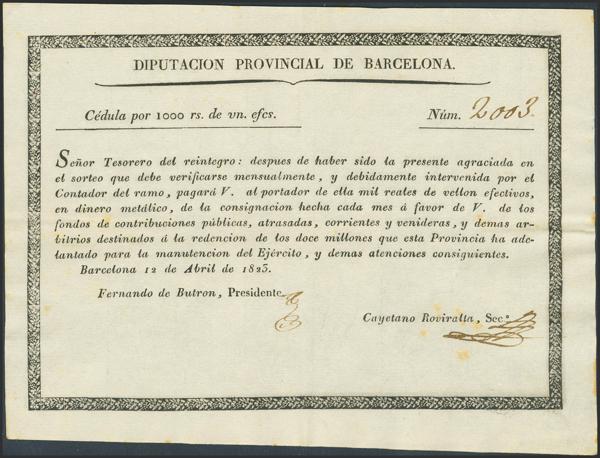 DIPUTACION PROVINCIAL DE BARCELONA.
Cédula por 1000 rs. de vn. efcs.
Núm. 2003.
Señor Tesorero del reintegro: despues de haber sido la presente agraciada en
el sorteo que debe verificarse mensualmente, y debidamente intervenida por el
Contador del ramo, pagará V. al portador de ella mil reales de vellon efectivos,
en dinero metálico, de la consignacion hecha cada mes á favor de V. de los
fondos de contribuciones públicas, atrasadas, corrientes y venideras, y demas ar-
bitrios destinados á la redencion de los doce millones que esta Provincia ha ade-
lantado para la manutencion del Ejército, y demas atenciones consiguientes.
Barcelona 12 de Abril de 1823.
Fernando de Butron, Presidente
Cayetano Roviralta, Sec.º